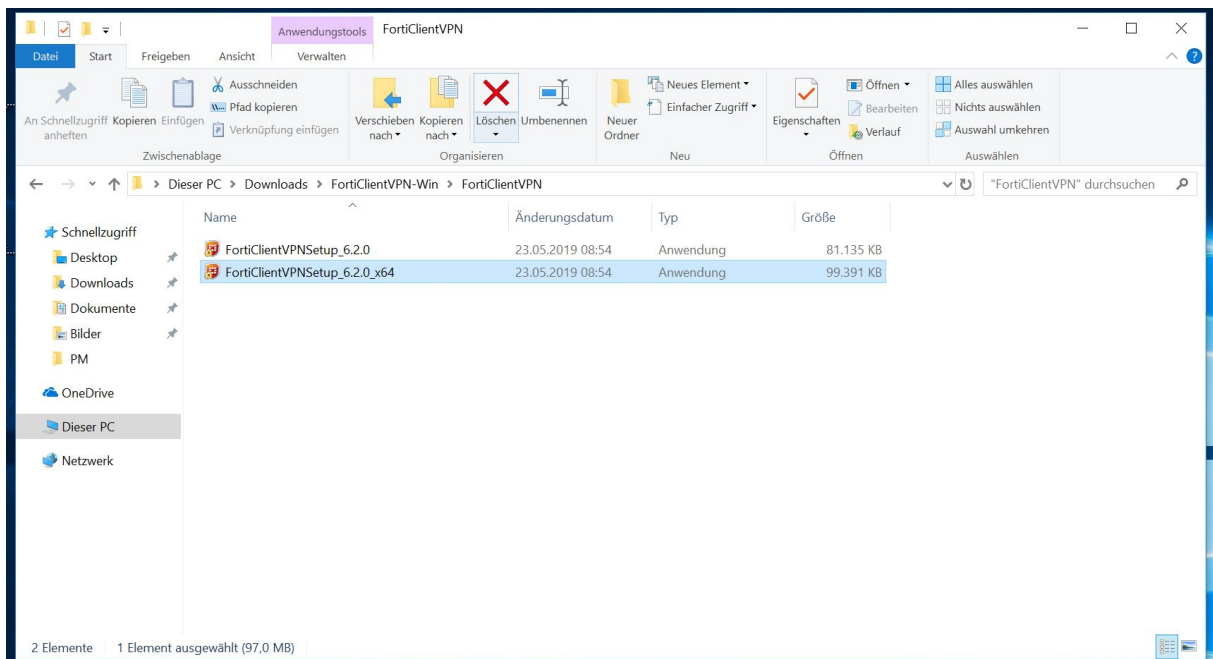 Anwendungstools FortiClientVPN
Datei Start Freigeben Ansicht Verwalten
An Schnellzugriff anheften
Kopieren
Einfügen
Ausschneiden
Pfad kopieren
Verknüpfung einfügen
Zwischenablage
Verschieben nach
Kopieren nach
Löschen
Umbenennen
Organisieren
Neuer Ordner
Neues Element
Einfacher Zugriff
Neu
Eigenschaften
Öffnen
Bearbeiten
Verlauf
Öffnen
Alles auswählen
Nichts auswählen
Auswahl umkehren
Auswählen
Dieser PC > Downloads > FortiClientVPN-Win > FortiClientVPN
"FortiClientVPN" durchsuchen
Schnellzugriff
Desktop
Downloads
Dokumente
Bilder
PM
OneDrive
Dieser PC
Netzwerk
Name Änderungsdatum Typ Größe
FortiClientVPNSetup_6.2.0 23.05.2019 08:54 Anwendung 81.135 KB
FortiClientVPNSetup_6.2.0_x64 23.05.2019 08:54 Anwendung 99.391 KB
2 Elemente 1 Element ausgewählt (97,0 MB)